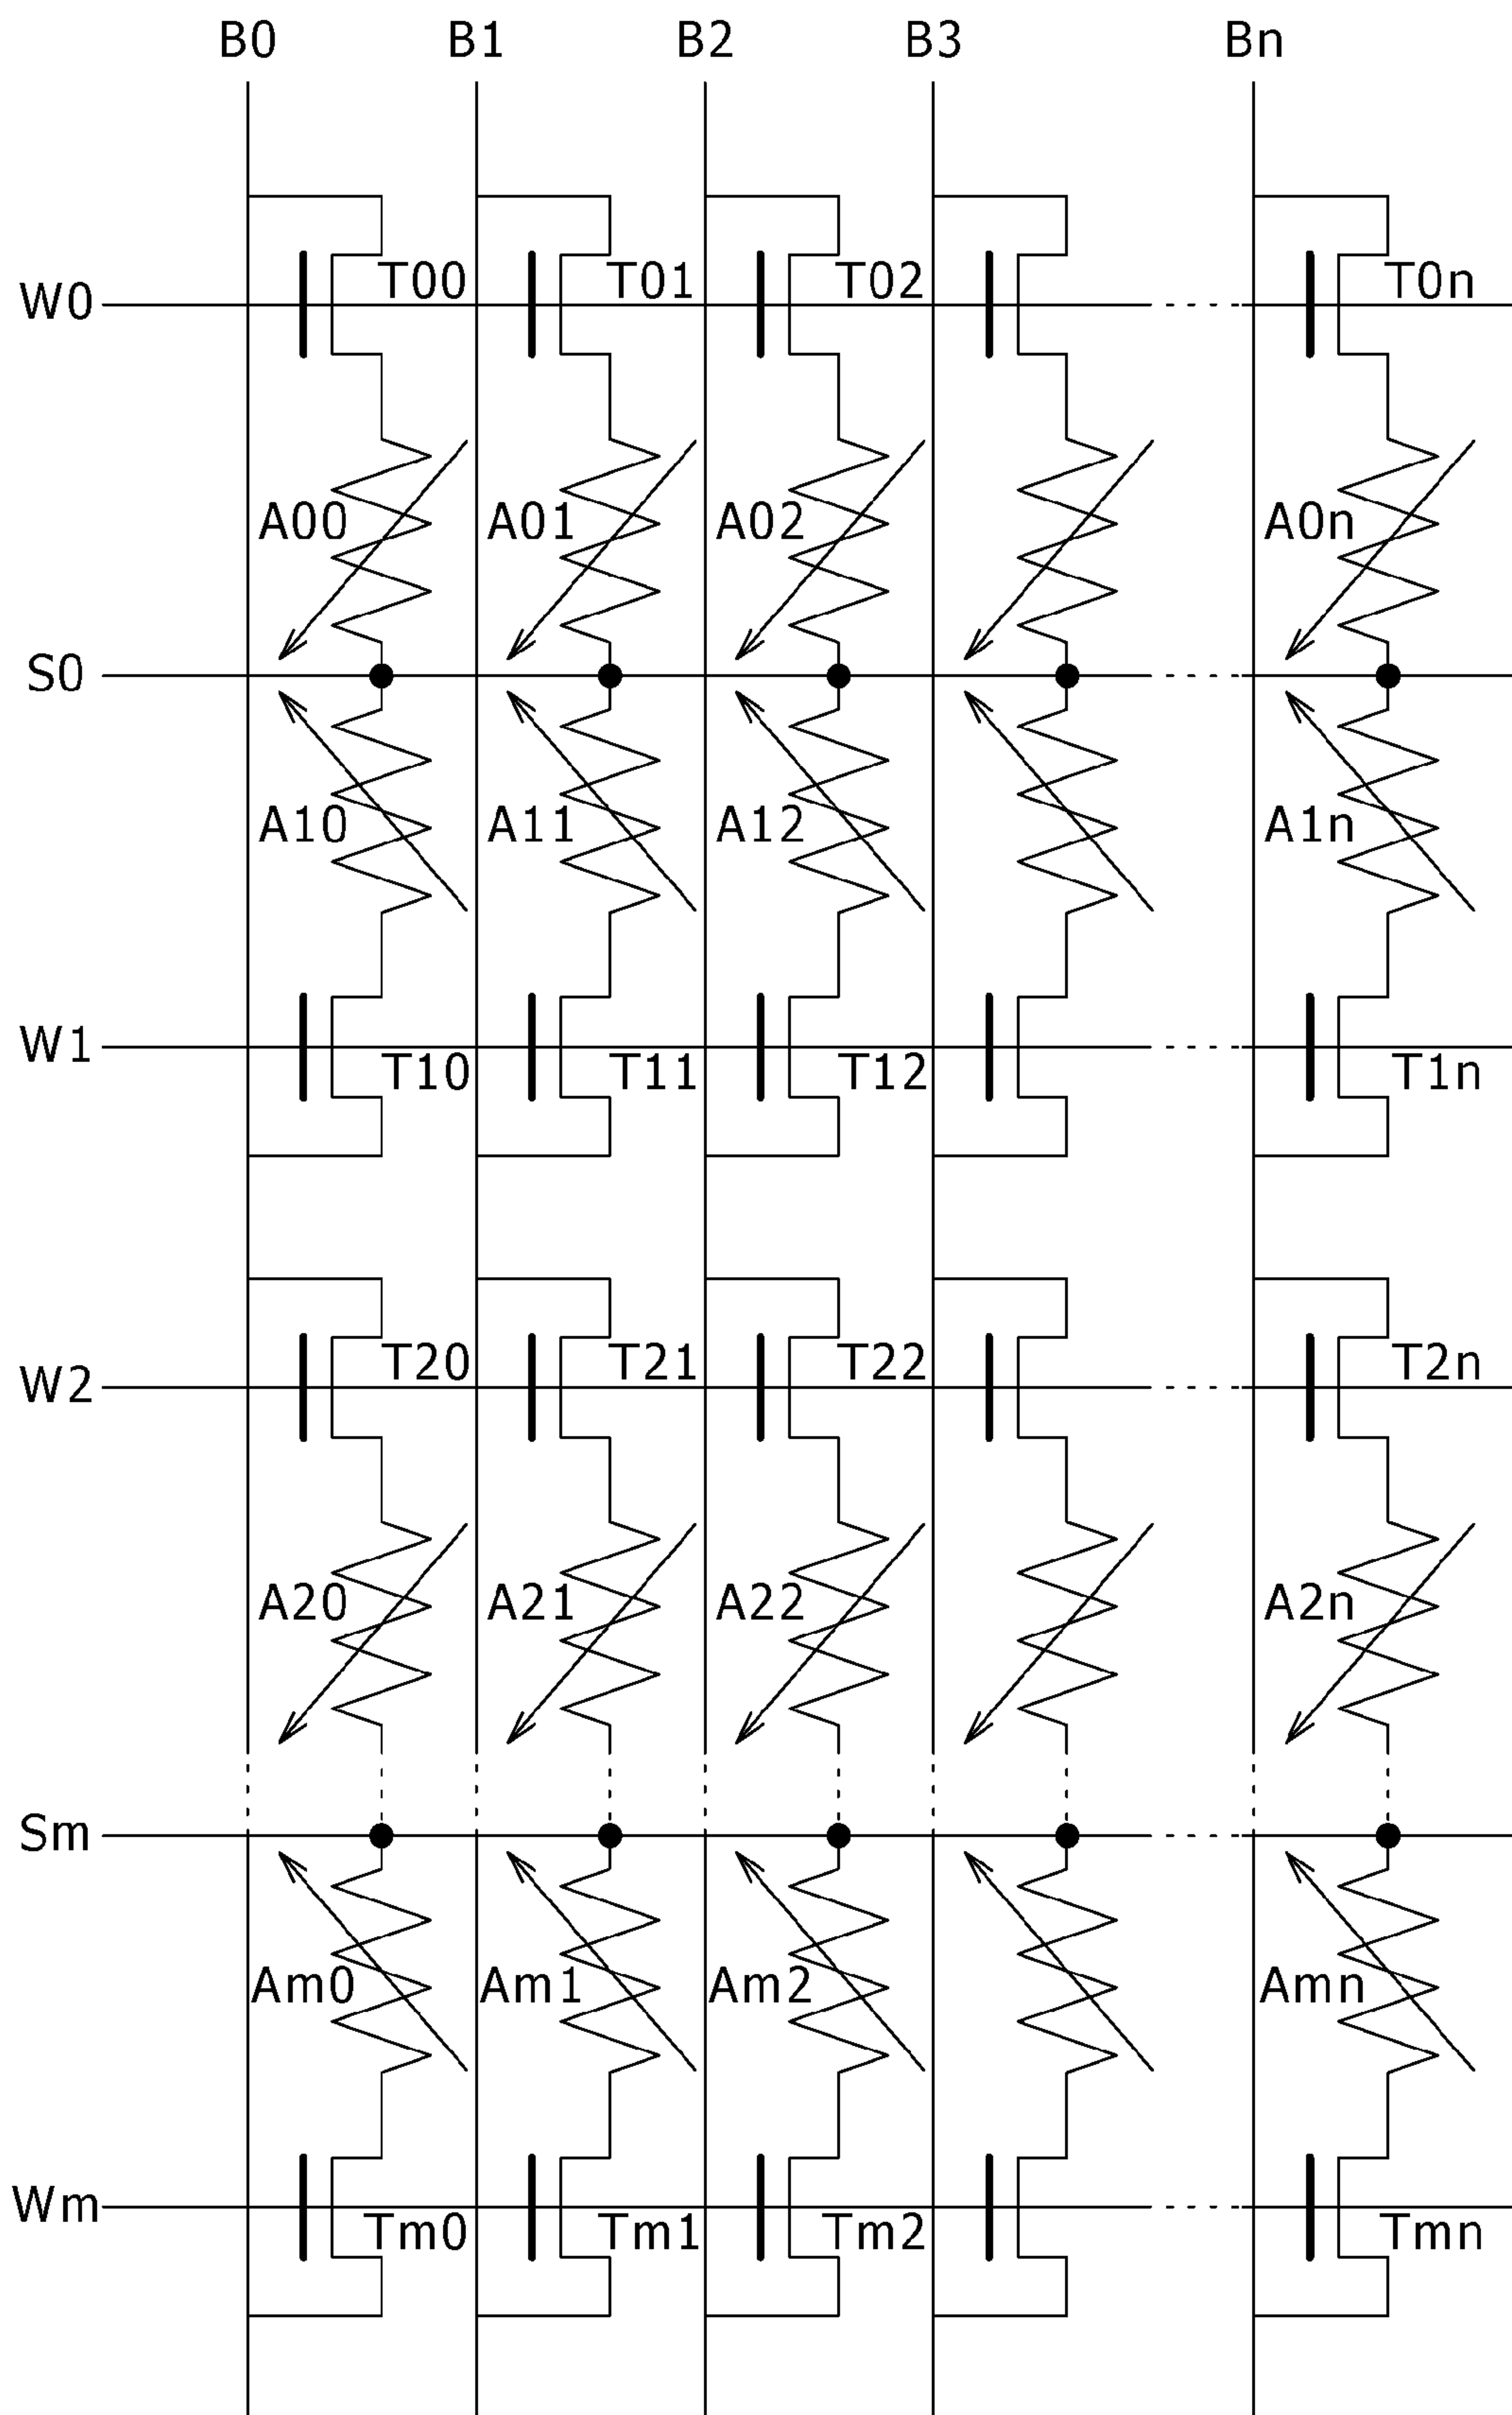 B0 B1 B2 B3 Bn
W0 T00 T01 T02 T0n
A00 A01 A02 A0n
S0
A10 A11 A12 A1n
W1 T10 T11 T12 T1n
W2 T20 T21 T22 T2n
A20 A21 A22 A2n
Sm
Am0 Am1 Am2 Amn
Wm Tm0 Tm1 Tm2 Tmn